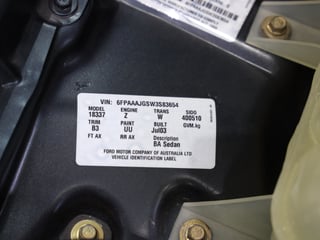 VIN: 6FPAAAJGSW3S83654
MODEL ENGINE TRANS SIDO
18337 Z W 400510
TRIM PAINT BUILT GVM.kg
B3 UU Jul03
FT AX RR AX Description
BA Sedan
FORD MOTOR COMPANY OF AUSTRALIA LTD
VEHICLE IDENTIFICATION LABEL